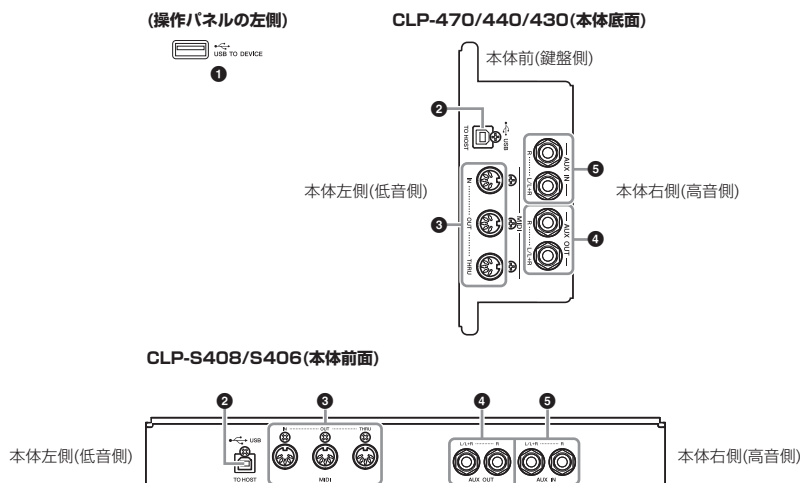 (操作パネルの左側)
USB TO DEVICE
❶
CLP-470/440/430(本体底面)
本体前(鍵盤側)
❷
USB
TO HOST
本体左側(低音側)
❸
IN
OUT
THRU
MIDI
R
L/L+R
AUX IN
❺
R
L/L+R
AUX OUT
❹
本体右側(高音側)
CLP-S408/S406(本体前面)
❷
❸
❹
❺
本体左側(低音側)
USB
TO HOST
IN OUT THRU
MIDI
L/L+R R
AUX OUT
L/L+R R
AUX IN
本体右側(高音側)